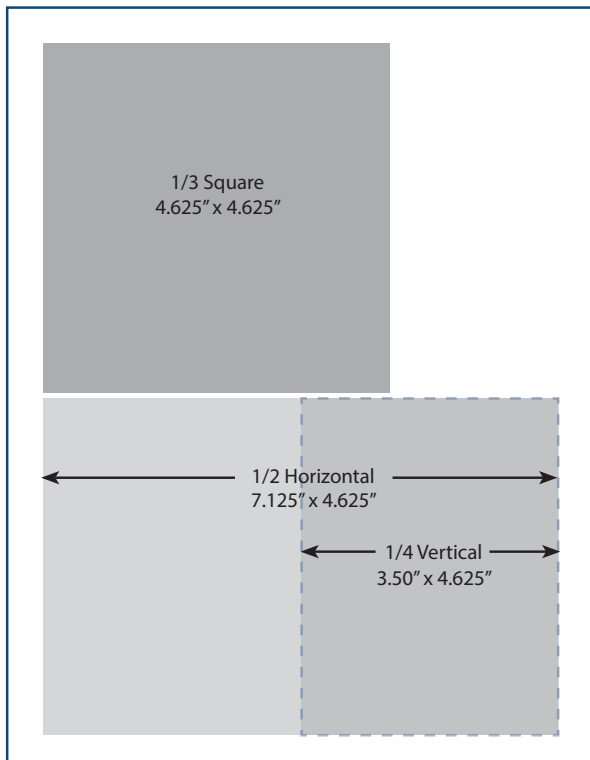 1/3 Square
4.625” x 4.625”
1/2 Horizontal
7.125” x 4.625”
1/4 Vertical
3.50” x 4.625”